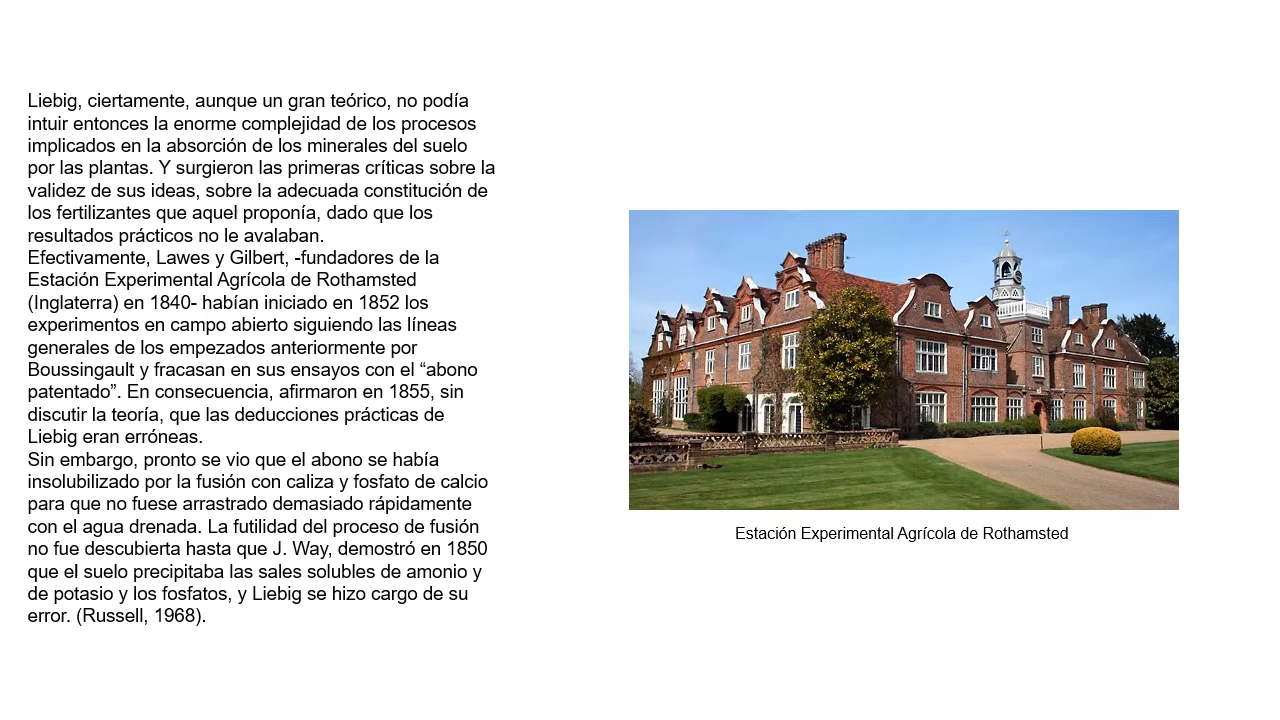 Liebig, ciertamente, aunque un gran teórico, no podía
intuir entonces la enorme complejidad de los procesos
implicados en la absorción de los minerales del suelo
por las plantas. Y surgieron las primeras críticas sobre la
validez de sus ideas, sobre la adecuada constitución de
los fertilizantes que aquel proponía, dado que los
resultados prácticos no le avalaban.
Efectivamente, Lawes y Gilbert, -fundadores de la
Estación Experimental Agrícola de Rothamsted
(Inglaterra) en 1840- habían iniciado en 1852 los
experimentos en campo abierto siguiendo las líneas
generales de los empezados anteriormente por
Boussingault y fracasan en sus ensayos con el “abono
patentado”. En consecuencia, afirmaron en 1855, sin
discutir la teoría, que las deducciones prácticas de
Liebig eran erróneas.
Sin embargo, pronto se vio que el abono se había
insolubilizado por la fusión con caliza y fosfato de calcio
para que no fuese arrastrado demasiado rápidamente
con el agua drenada. La futilidad del proceso de fusión
no fue descubierta hasta que J. Way, demostró en 1850
que el suelo precipitaba las sales solubles de amonio y
de potasio y los fosfatos, y Liebig se hizo cargo de su
error. (Russell, 1968).
Estación Experimental Agrícola de Rothamsted